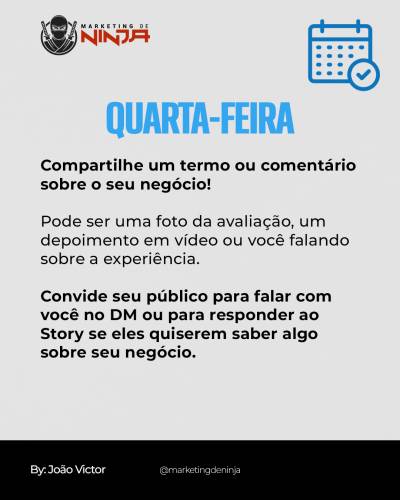 MARKETING DE
NINJA
QUARTA-FEIRA
Compartilhe um termo ou comentário
sobre o seu negócio!
Pode ser uma foto da avaliação, um
depoimento em vídeo ou você falando
sobre a experiência.
Convide seu público para falar com
você no DM ou para responder ao
Story se eles quiserem saber algo
sobre seu negócio.
By: João Victor
@marketingdeninja